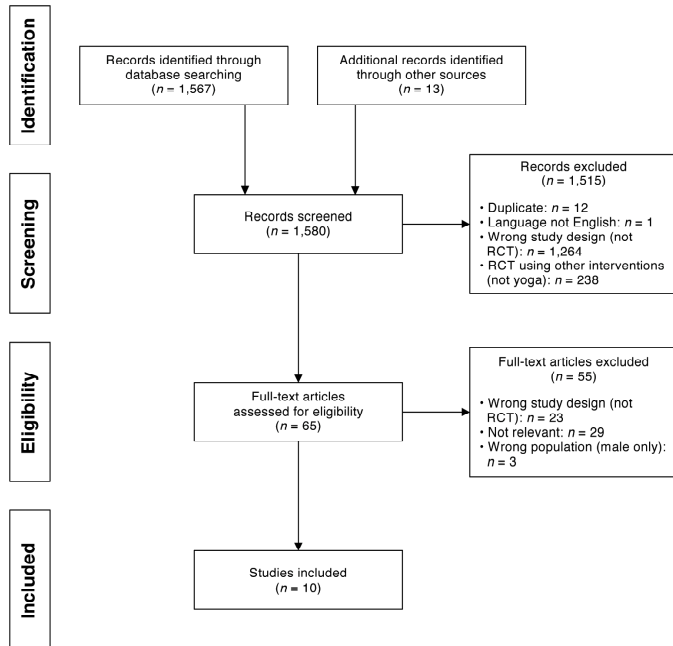 Identification
Records identified through
database searching
(n = 1,567)
Additional records identified
through other sources
(n = 13)
Screening
Records screened
(n = 1,580)
Records excluded
(n = 1,515)
• Duplicate: n = 12
• Language not English: n = 1
• Wrong study design (not
RCT): n = 1,264
• RCT using other interventions
(not yoga): n = 238
Eligibility
Full-text articles
assessed for eligibility
(n = 65)
Full-text articles excluded
(n = 55)
• Wrong study design (not
RCT): n = 23
• Not relevant: n = 29
• Wrong population (male only):
n = 3
Included
Studies included
(n = 10)